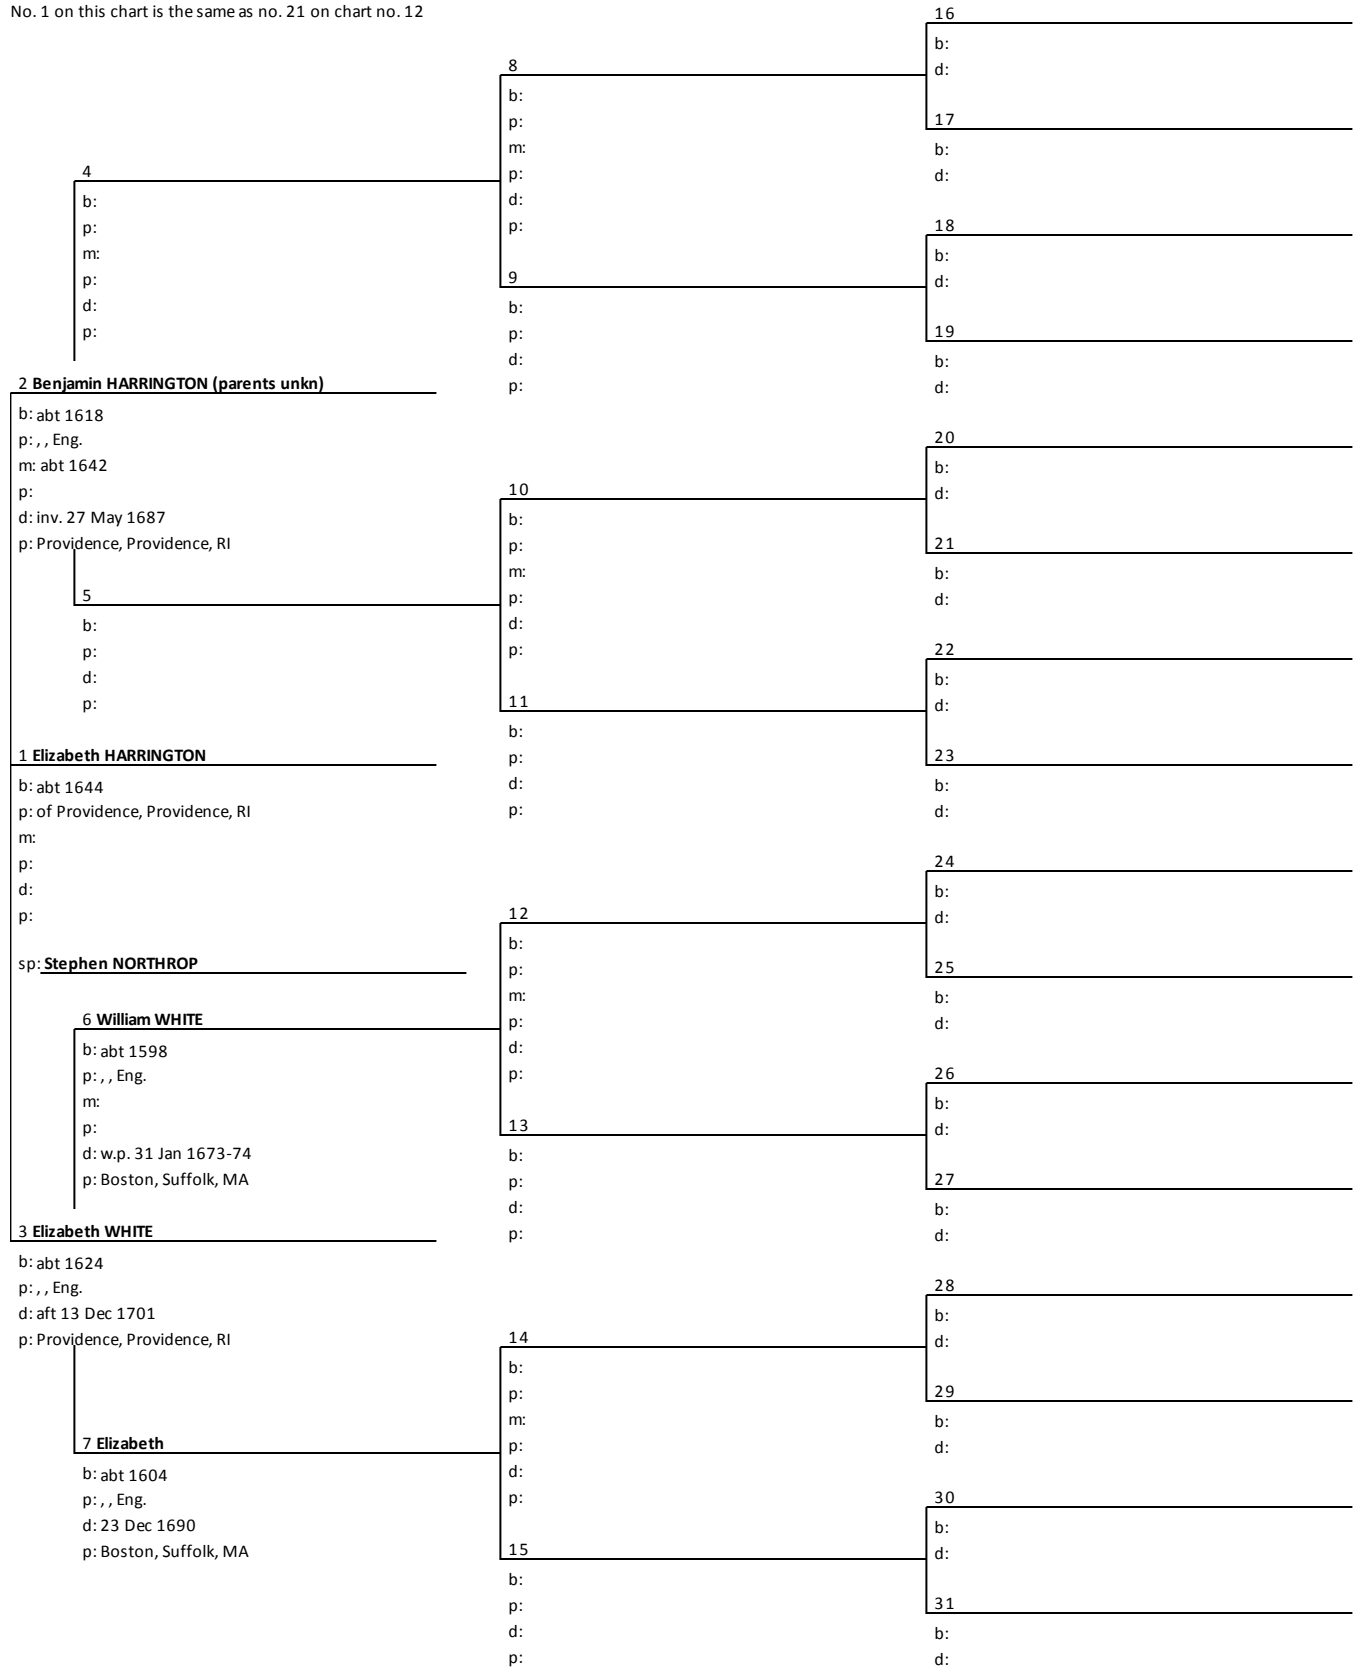 No. 1 on this chart is the same as no. 21 on chart no. 12
16
b:
d:
8
b:
p:
m:
p:
d:
p:
17
b:
d:
4
b:
p:
m:
p:
d:
p:
18
b:
d:
9
b:
p:
d:
p:
19
b:
d:
2 Benjamin HARRINGTON (parents unkn)
b: abt 1618
p: , , Eng.
m: abt 1642
p:
d: inv. 27 May 1687
p: Providence, Providence, RI
20
b:
d:
10
b:
p:
m:
p:
d:
p:
21
b:
d:
5
b:
p:
d:
p:
22
b:
d:
11
b:
p:
d:
p:
23
b:
d:
1 Elizabeth HARRINGTON
b: abt 1644
p: of Providence, Providence, RI
m:
p:
d:
p:
sp: Stephen NORTHROP
24
b:
d:
12
b:
p:
m:
p:
d:
p:
25
b:
d:
6 William WHITE
b: abt 1598
p: , , Eng.
m:
p:
d: w.p. 31 Jan 1673-74
p: Boston, Suffolk, MA
26
b:
d:
13
b:
p:
d:
p:
27
b:
d:
3 Elizabeth WHITE
b: abt 1624
p: , , Eng.
d: aft 13 Dec 1701
p: Providence, Providence, RI
28
b:
d:
14
b:
p:
m:
p:
d:
p:
29
b:
d:
7 Elizabeth
b: abt 1604
p: , , Eng.
d: 23 Dec 1690
p: Boston, Suffolk, MA
30
b:
d:
15
b:
p:
d:
p:
31
b:
d: